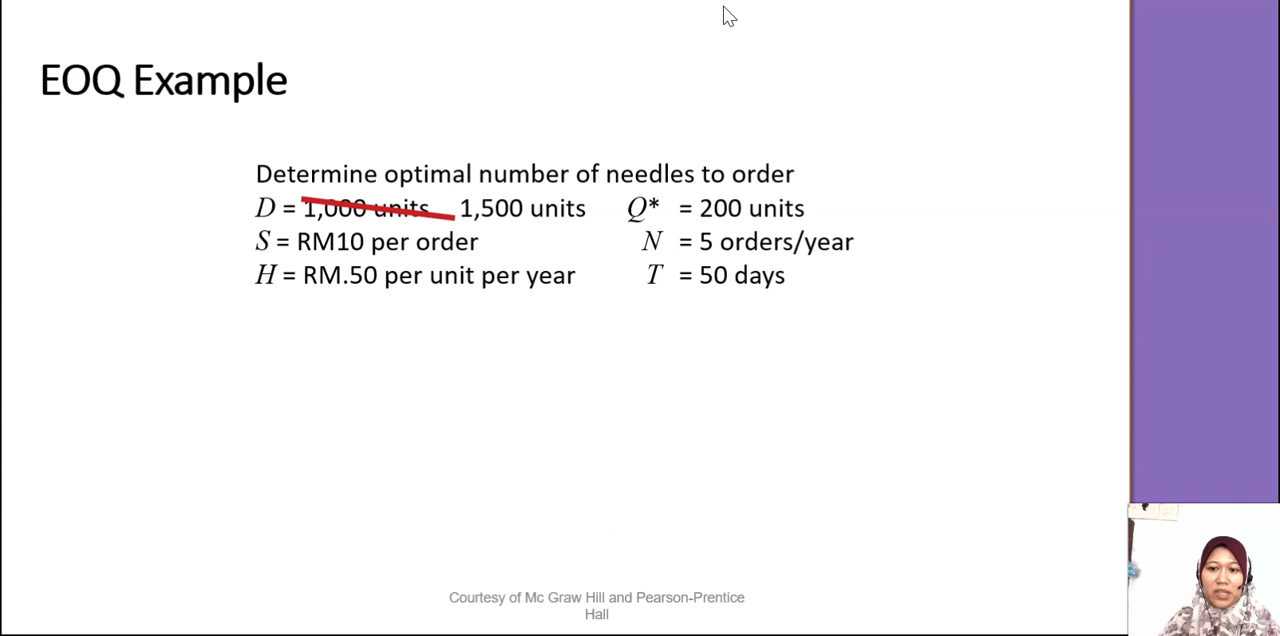 EOQ Example
Determine optimal number of needles to order
D = 1,000 units 1,500 units Q* = 200 units
S = RM10 per order N = 5 orders/year
H = RM.50 per unit per year T = 50 days
Courtesy of Mc Graw Hill and Pearson-Prentice
Hall